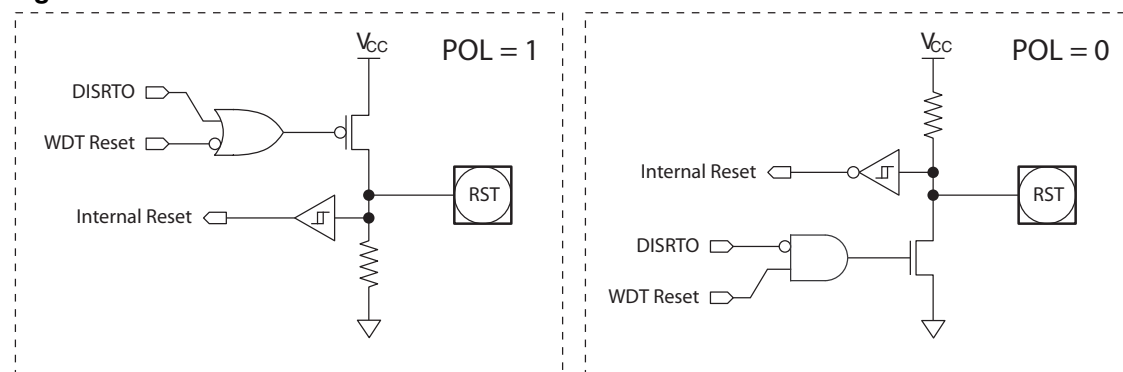 POL = 1
VCC
DISRTO
WDT Reset
RST
Internal Reset
POL = 0
VCC
Internal Reset
RST
DISRTO
WDT Reset